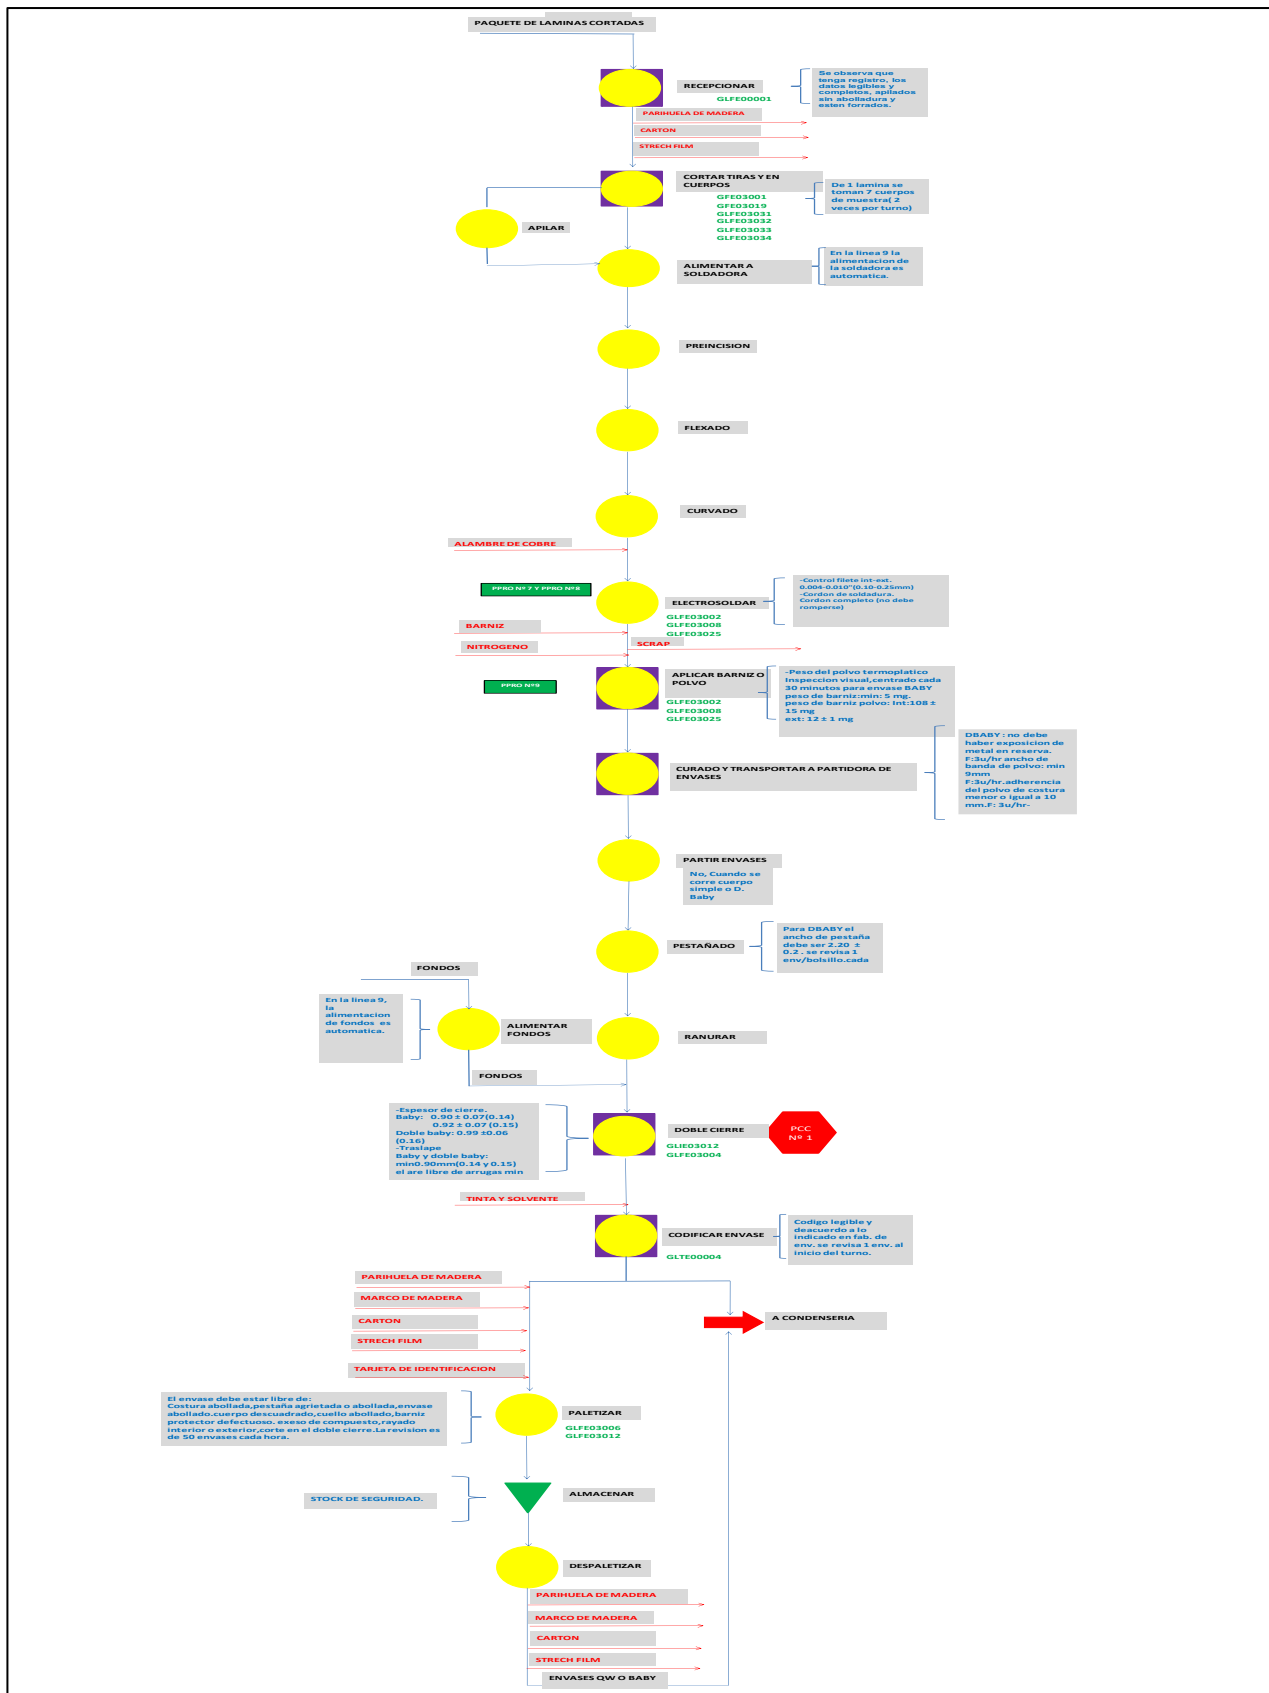 PAQUETE DE LAMINAS CORTADAS
RECEPCIONAR
GLFE00001
Se observa que
tenga registro, los
datos legibles y
completos, apilados
sin abolladura y
esten forrados.
PARIHUELA DE MADERA
CARTON
STRECH FILM
CORTAR TIRAS Y EN
CUERPOS
GFE03001
GFE03019
GLFE03031
GLFE03032
GLFE03033
GLFE03034
De 1 lamina se
toman 7 cuerpos
de muestra( 2
veces por turno)
APILAR
ALIMENTAR A
SOLDADORA
En la linea 9 la
alimentacion de
la soldadora es
automatica.
PREINCISION
FLEXADO
CURVADO
ALAMBRE DE COBRE
PPRO Nº 7 Y PPRO Nº8
ELECTROSOLDAR
GLFE03002
GLFE03008
GLFE03025
-Control filete int-ext.
0.004-0.010"(0.10-0.25mm)
-Cordon de soldadura.
Cordon completo (no debe
romperse)
BARNIZ
SCRAP
NITROGENO
PPRO Nº9
APLICAR BARNIZ O
POLVO
GLFE03002
GLFE03008
GLFE03025
-Peso del polvo termoplatico
Inspeccion visual,centrado cada
30 minutos para envase BABY
peso de barniz:min: 5 mg.
peso de barniz polvo: Int:108 ±
15 mg
ext: 12 ± 1 mg
CURADO Y TRANSPORTAR A PARTIDORA DE
ENVASES
DBABY : no debe
haber exposicion de
metal en reserva.
F:3u/hr ancho de
banda de polvo: min
9mm
F:3u/hr.adherencia
del polvo de costura
menor o igual a 10
mm.F: 3u/hr-
PARTIR ENVASES
No, Cuando se
corre cuerpo
simple o D.
Baby
PESTAÑADO
Para DBABY el
ancho de pestaña
debe ser 2.20 ±
0.2 . se revisa 1
env/bolsillo.cada
FONDOS
En la linea 9,
la
alimentacion
de fondos es
automatica.
ALIMENTAR
FONDOS
RANURAR
FONDOS
-Espesor de cierre.
Baby: 0.90 ± 0.07(0.14)
0.92 ± 0.07 (0.15)
Doble baby: 0.99 ±0.06
(0.16)
-Traslape
Baby y doble baby:
min0.90mm(0.14 y 0.15)
el are libre de arrugas min
DOBLE CIERRE
GLIE03012
GLFE03004
PCC
Nº 1
TINTA Y SOLVENTE
CODIFICAR ENVASE
GLTE00004
Codigo legible y
deacuerdo a lo
indicado en fab. de
env. se revisa 1 env. al
inicio del turno.
PARIHUELA DE MADERA
MARCO DE MADERA
CARTON
STRECH FILM
TARJETA DE IDENTIFICACION
A CONDENSERIA
El envase debe estar libre de:
Costura abollada,pestaña agrietada o abollada,envase
abollado.cuerpo descuadrado,cuello abollado,barniz
protector defectuoso. exeso de compuesto,rayado
interior o exterior,corte en el doble cierre.La revision es
de 50 envases cada hora.
PALETIZAR
GLFE03006
GLFE03012
STOCK DE SEGURIDAD.
ALMACENAR
DESPALETIZAR
PARIHUELA DE MADERA
MARCO DE MADERA
CARTON
STRECH FILM
ENVASES QW O BABY